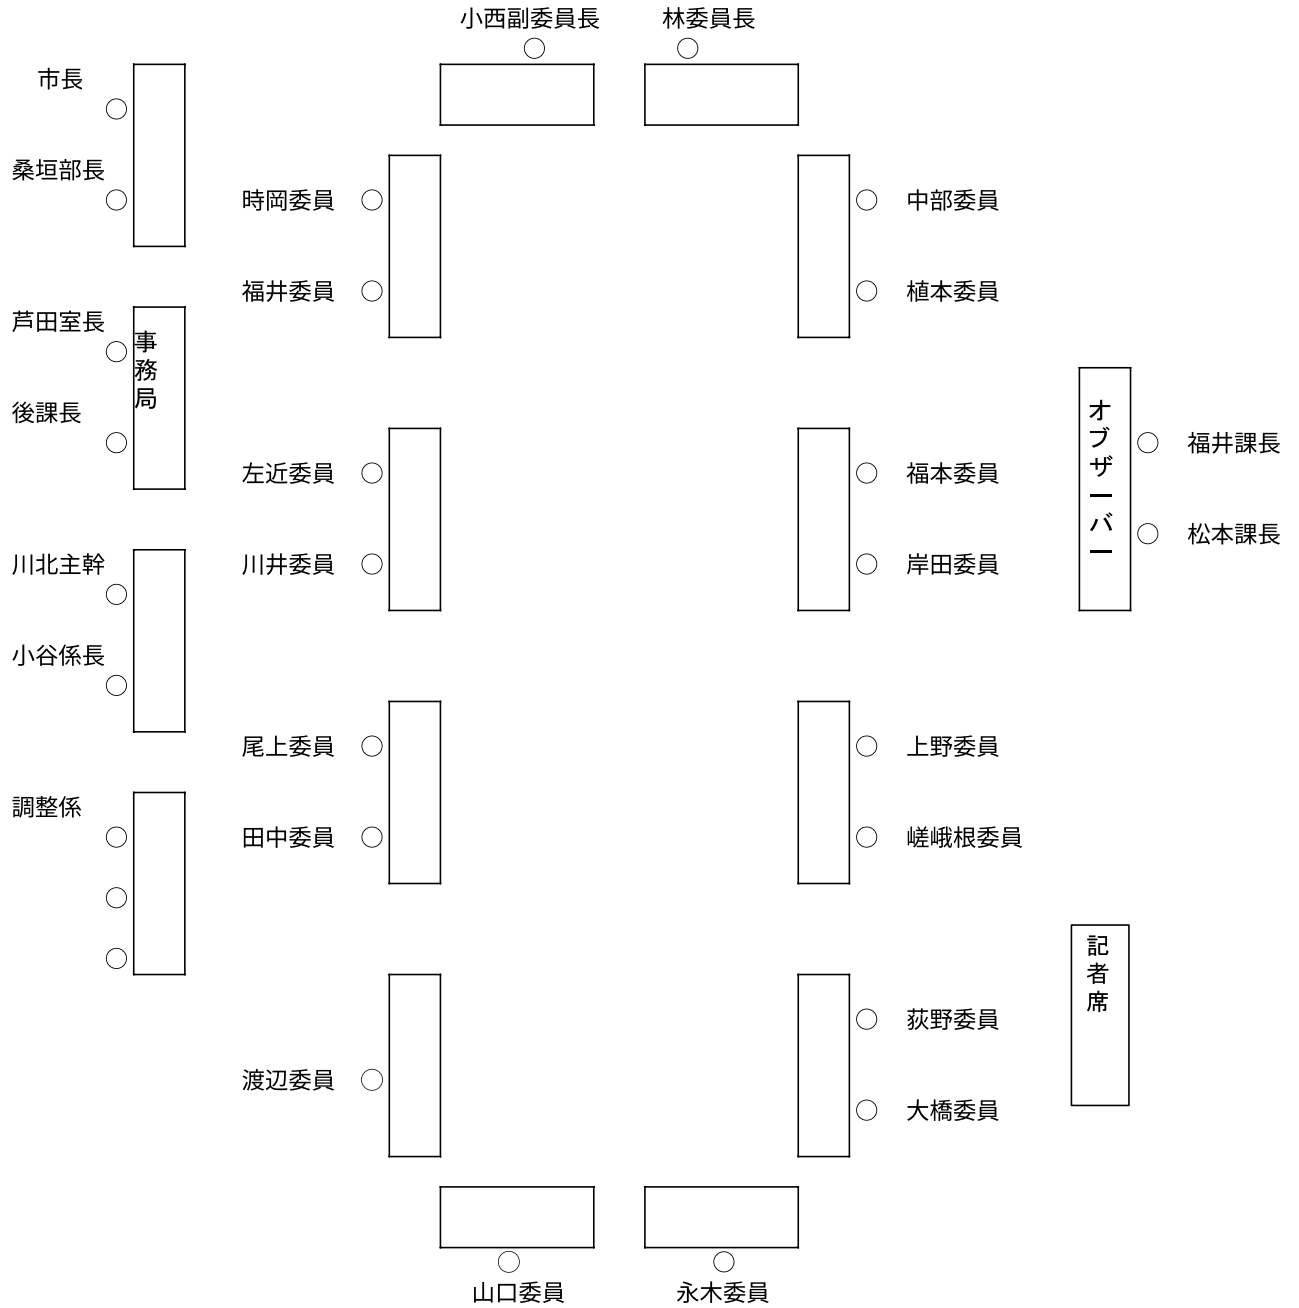 小西副委員長
林委員長
市長
桑垣部長
時岡委員
中部委員
福井委員
植本委員
芦田室長
事務局
後課長
オブザーバー
福井課長
左近委員
福本委員
松本課長
川北主幹
川井委員
岸田委員
小谷係長
尾上委員
上野委員
調整係
田中委員
嵯峨根委員
記者席
荻野委員
渡辺委員
大橋委員
山口委員
永木委員